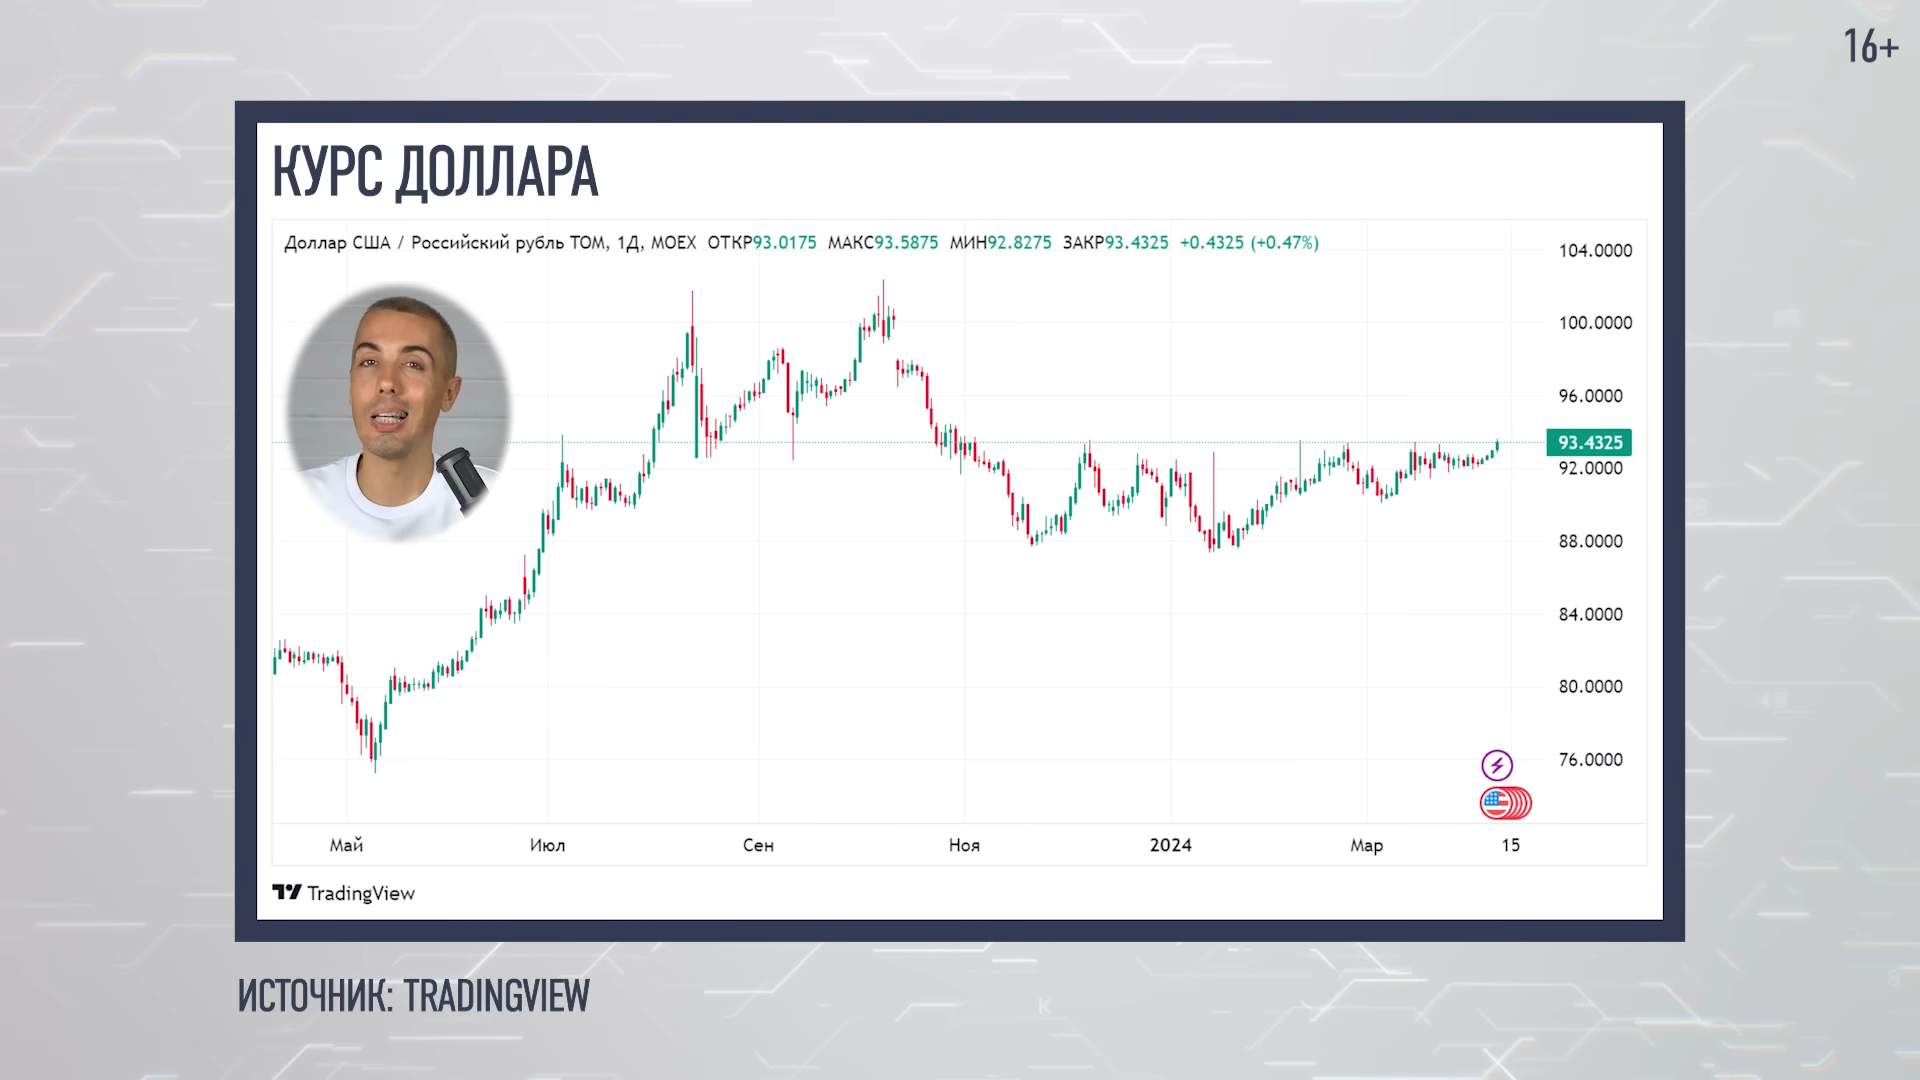 16+
КУРС ДОЛЛАРА
Доллар США / Российский рубль TOM, 1Д, MOEX ОТКР93.0175 МАКС93.5875 МИН92.8275 ЗАКР93.4325 +0.4325 (+0.47%)
104.0000
100.0000
96.0000
93.4325
92.0000
88.0000
84.0000
80.0000
76.0000
Май Июл Сен Ноя 2024 Мар 15
TradingView
ИСТОЧНИК: TRADINGVIEW